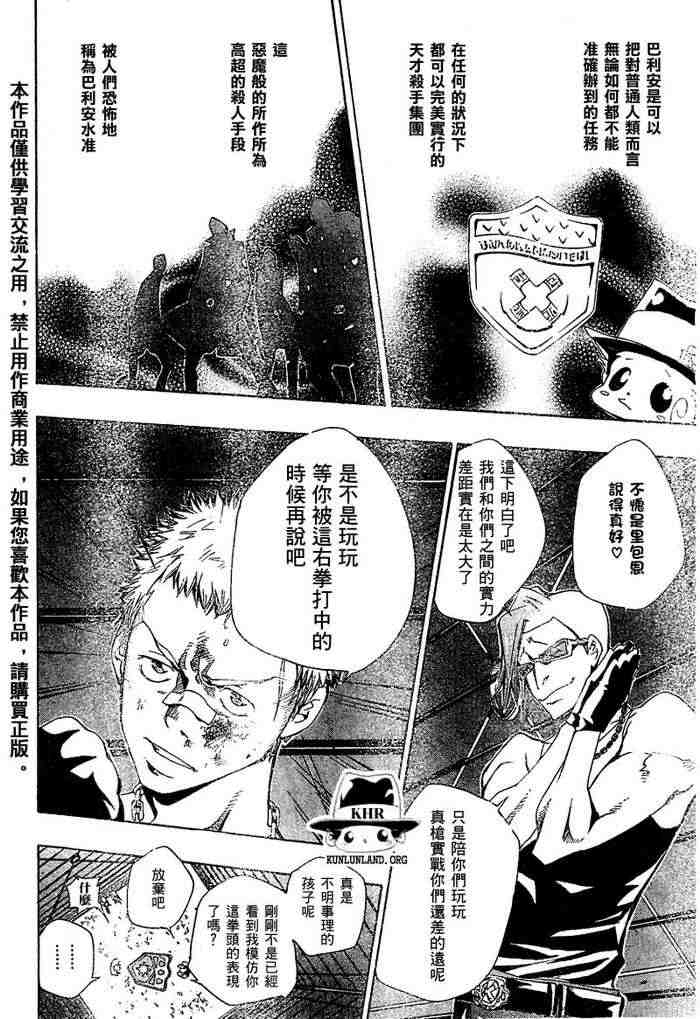 巴利安是可以
把對普通人類而言
無論如何都不能
准確辦到的任務
在任何的狀況下
都可以完美實行的
天才殺手集團
這
惡魔般的所作所為
高超的殺人手段
被人們恐怖地
稱為巴利安水准
不愧是里包恩
說得真好♡
這下明白了吧
我們和你們之間的實力
差距實在是太大了
是不是玩玩
等你被這右拳打中的
時候再說吧
只是陪你們玩玩
真槍實戰你們還差的遠呢
真是
不明事理的
孩子呢
剛剛不是已經
看到我模仿你
這拳頭的表現
了嗎?
放棄吧
什麼
……
KHR
KUNLUNLAND.ORG
本作品僅供學習交流之用,禁止用作商業用途,如果您喜歡本作品,請購買正版。